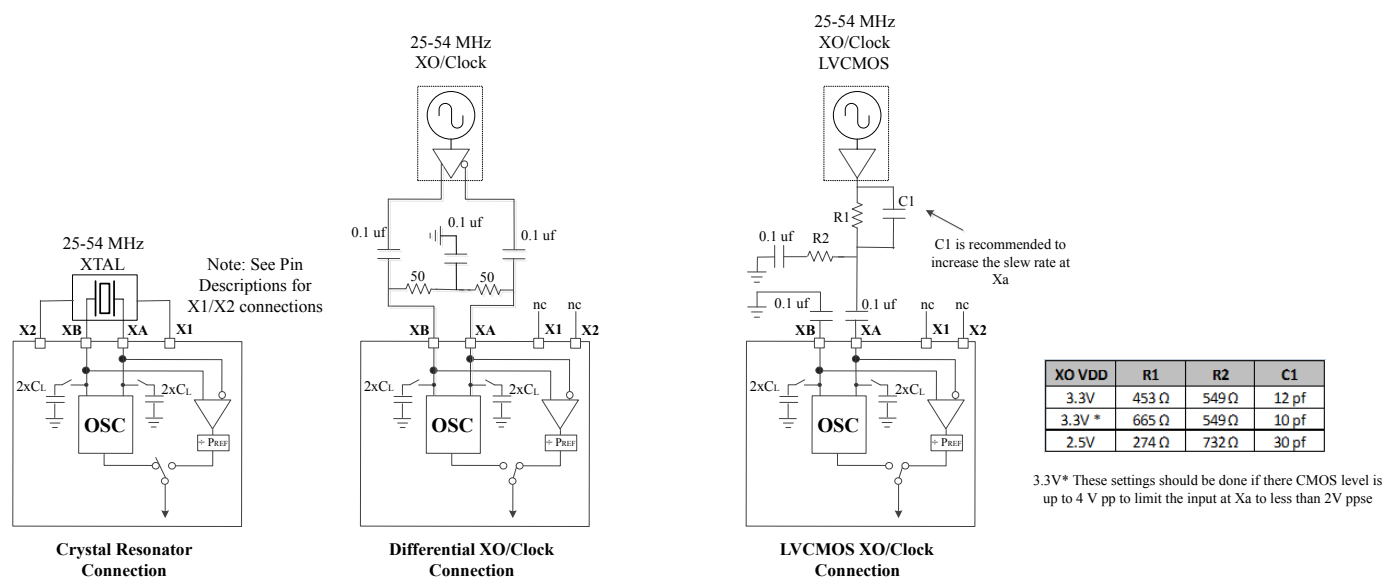 25-54 MHz
XTAL
Note: See Pin
Descriptions for
X1/X2 connections
X2
XB
XA
X1
2xCL
2xCL
OSC
÷ PREF
Crystal Resonator
Connection
25-54 MHz
XO/Clock
0.1 uf
0.1 uf
0.1 uf
50
50
nc
nc
XB
XA
X1
X2
2xCL
2xCL
OSC
÷ PREF
Differential XO/Clock
Connection
25-54 MHz
XO/Clock
LVCMOS
C1
R1
C1 is recommended to
increase the slew rate at
Xa
0.1 uf
R2
0.1 uf
0.1 uf
nc
nc
XB
XA
X1
X2
2xCL
2xCL
OSC
÷ PREF
LVCMOS XO/Clock
Connection
XO VDD R1 R2 C1
3.3V 453 Ω 549 Ω 12 pf
3.3V * 665 Ω 549 Ω 10 pf
2.5V 274 Ω 732 Ω 30 pf
3.3V* These settings should be done if there CMOS level is
up to 4 V pp to limit the input at Xa to less than 2V ppse